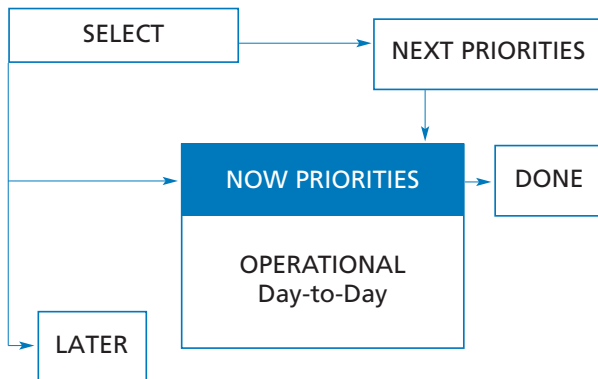 SELECT
NEXT PRIORITIES
NOW PRIORITIES
DONE
OPERATIONAL
Day-to-Day
LATER